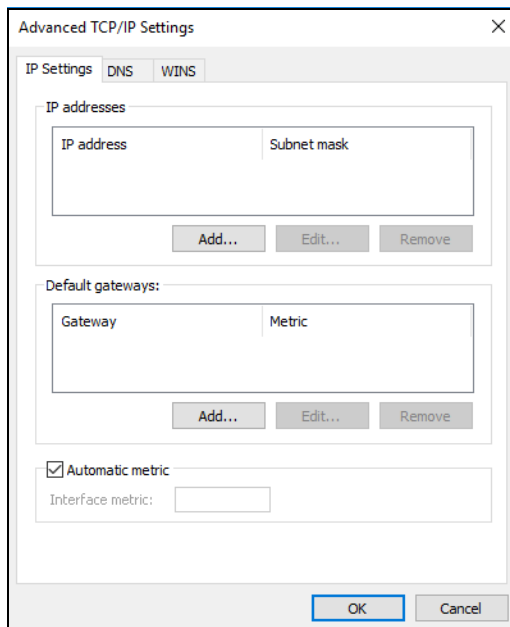 Advanced TCP/IP Settings
IP Settings DNS WINS
IP addresses
IP address Subnet mask
Add... Edit... Remove
Default gateways:
Gateway Metric
Add... Edit... Remove
Automatic metric
Interface metric:
OK Cancel